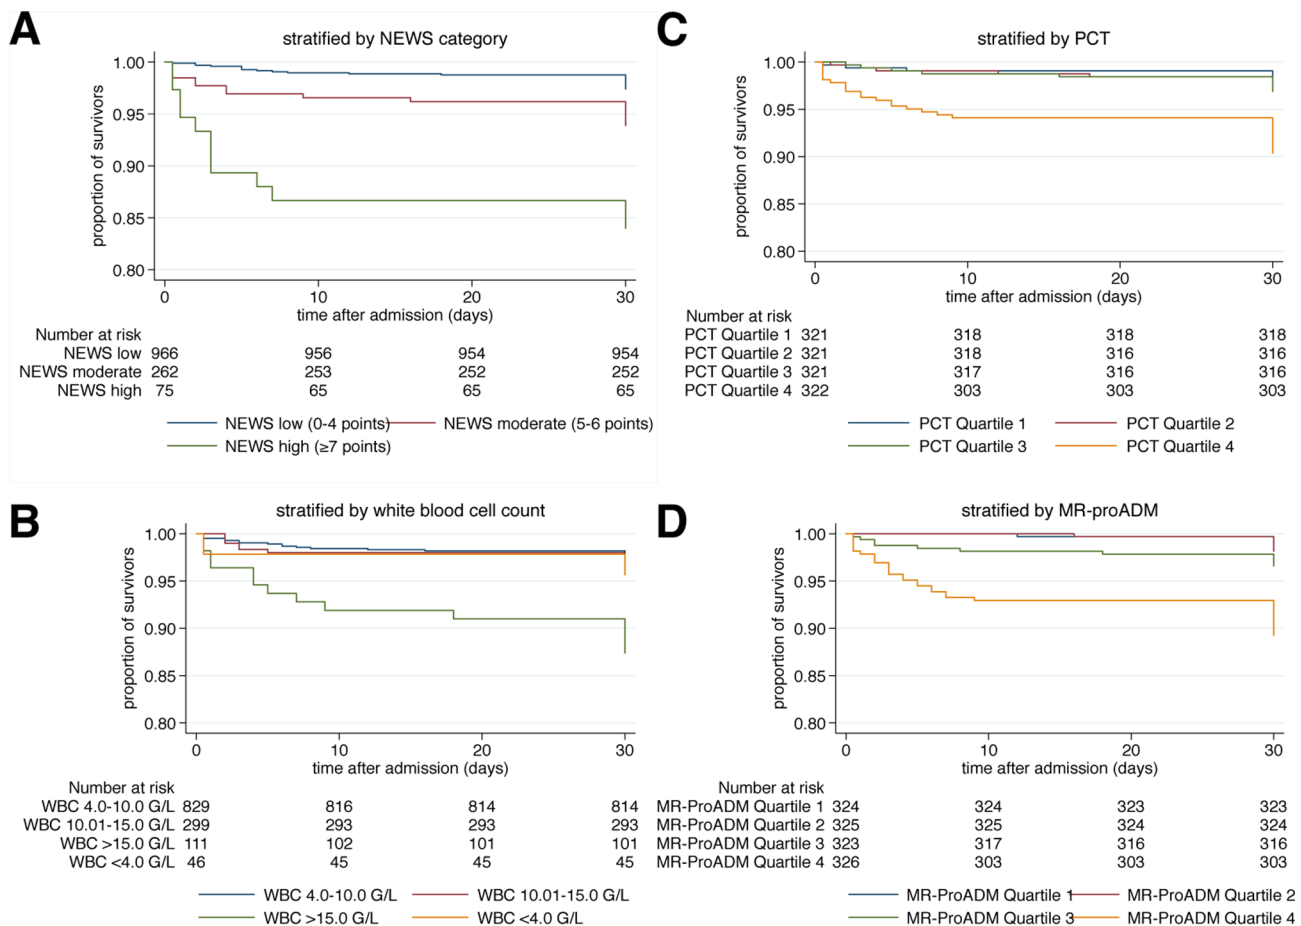 A
stratified by NEWS category
proportion of survivors
1.00
0.95
0.90
0.85
0.80
0 10 20 30
time after admission (days)
Number at risk
NEWS low 966 956 954 954
NEWS moderate 262 253 252 252
NEWS high 75 65 65 65
NEWS low (0-4 points) NEWS moderate (5-6 points)
NEWS high (≥7 points)
C
stratified by PCT
proportion of survivors
1.00
0.95
0.90
0.85
0.80
0 10 20 30
time after admission (days)
Number at risk
PCT Quartile 1 321 318 318 318
PCT Quartile 2 321 318 316 316
PCT Quartile 3 321 317 316 316
PCT Quartile 4 322 303 303 303
PCT Quartile 1 PCT Quartile 2
PCT Quartile 3 PCT Quartile 4
B
stratified by white blood cell count
proportion of survivors
1.00
0.95
0.90
0.85
0.80
0 10 20 30
time after admission (days)
Number at risk
WBC 4.0-10.0 G/L 829 816 814 814
WBC 10.01-15.0 G/L 299 293 293 293
WBC >15.0 G/L 111 102 101 101
WBC <4.0 G/L 46 45 45 45
WBC 4.0-10.0 G/L WBC 10.01-15.0 G/L
WBC >15.0 G/L WBC <4.0 G/L
D
stratified by MR-proADM
proportion of survivors
1.00
0.95
0.90
0.85
0.80
0 10 20 30
time after admission (days)
Number at risk
MR-ProADM Quartile 1 324 324 323 323
MR-ProADM Quartile 2 325 325 324 324
MR-ProADM Quartile 3 323 317 316 316
MR-ProADM Quartile 4 326 303 303 303
MR-ProADM Quartile 1 MR-ProADM Quartile 2
MR-ProADM Quartile 3 MR-ProADM Quartile 4